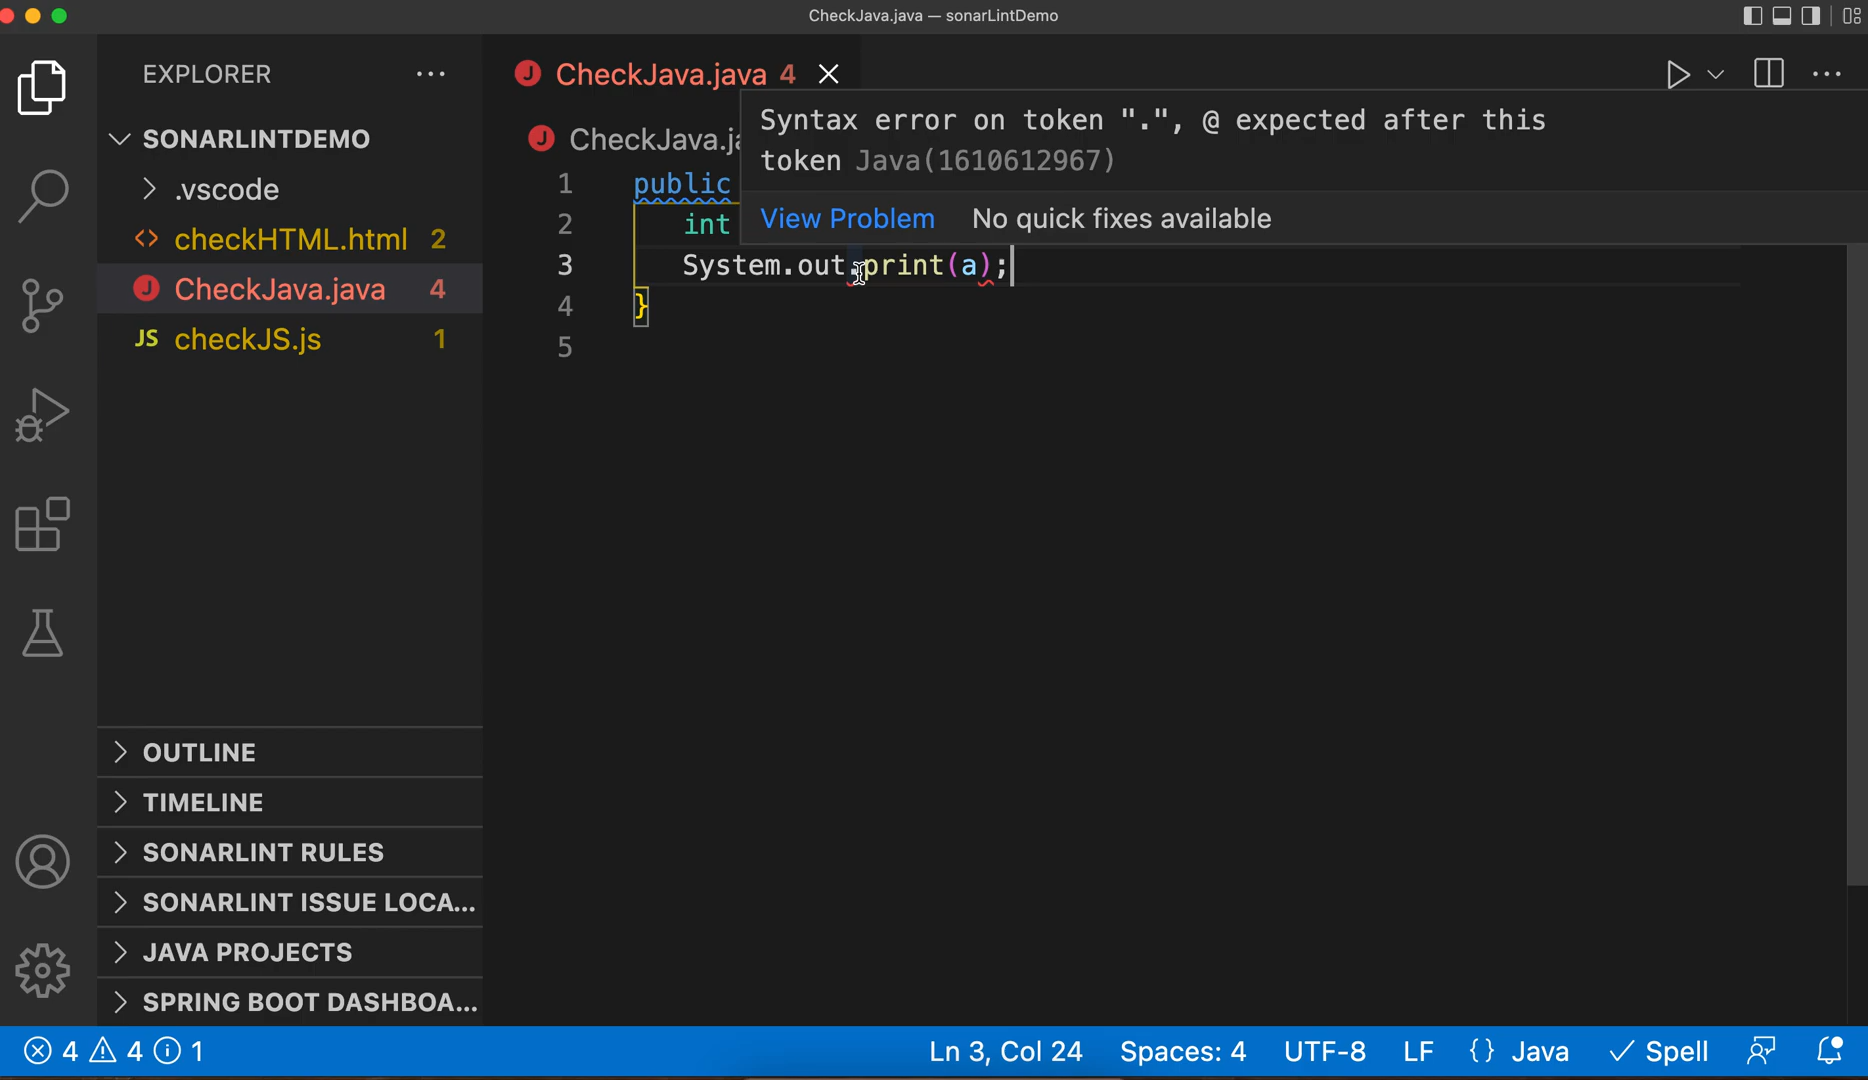 CheckJava.java — sonarLintDemo
EXPLORER
SONARLINTDEMO
.vscode
<> checkHTML.html 2
J CheckJava.java 4
JS checkJS.js 1
OUTLINE
TIMELINE
SONARLINT RULES
SONARLINT ISSUE LOCA...
JAVA PROJECTS
SPRING BOOT DASHBOA...
J CheckJava.java 4
J CheckJava.ja
Syntax error on token ".", @ expected after this
token Java(1610612967)
View Problem No quick fixes available
1 public
2 int
3 System.out.print(a);
4 }
5
4 4 1
Ln 3, Col 24 Spaces: 4 UTF-8 LF {} Java Spell